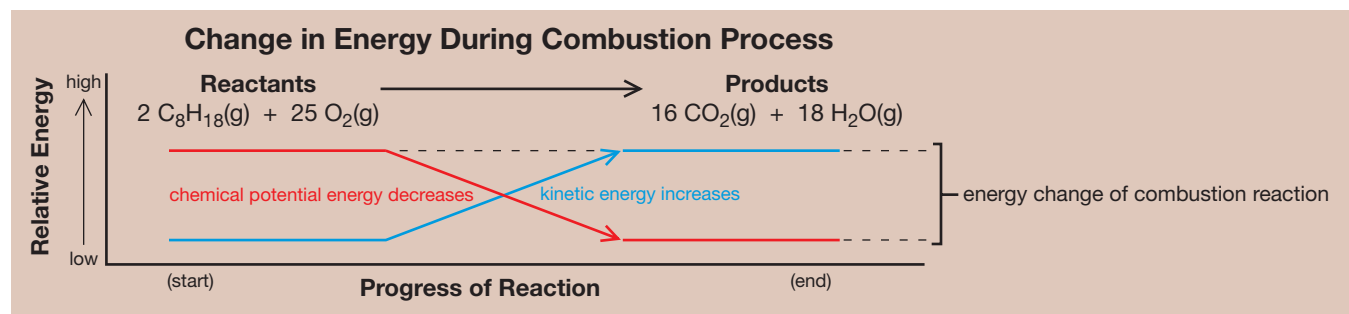 Change in Energy During Combustion Process
Relative Energy
high
low
Reactants
Products
2 C₈H₁₈(g) + 25 O₂(g)
16 CO₂(g) + 18 H₂O(g)
chemical potential energy decreases
kinetic energy increases
energy change of combustion reaction
(start)
(end)
Progress of Reaction